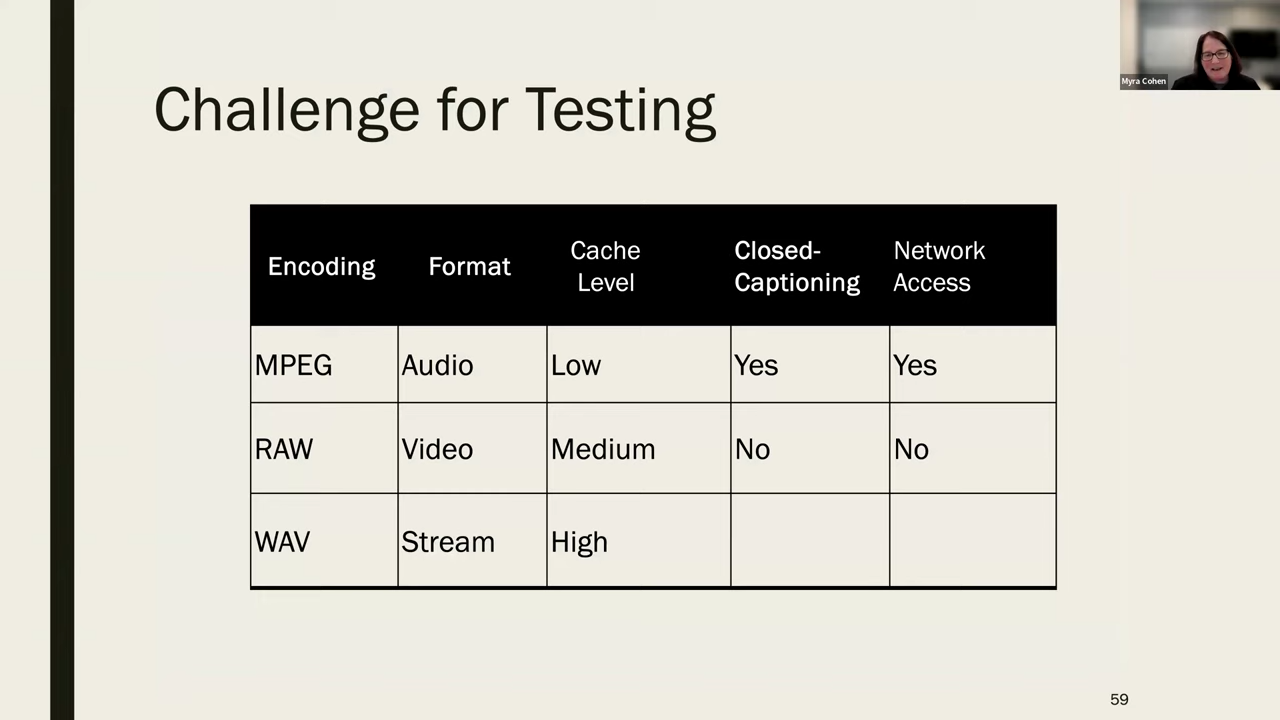 Myra Cohen
Challenge for Testing
Encoding Format Cache Level Closed-Captioning Network Access
MPEG Audio Low Yes Yes
RAW Video Medium No No
WAV Stream High
59